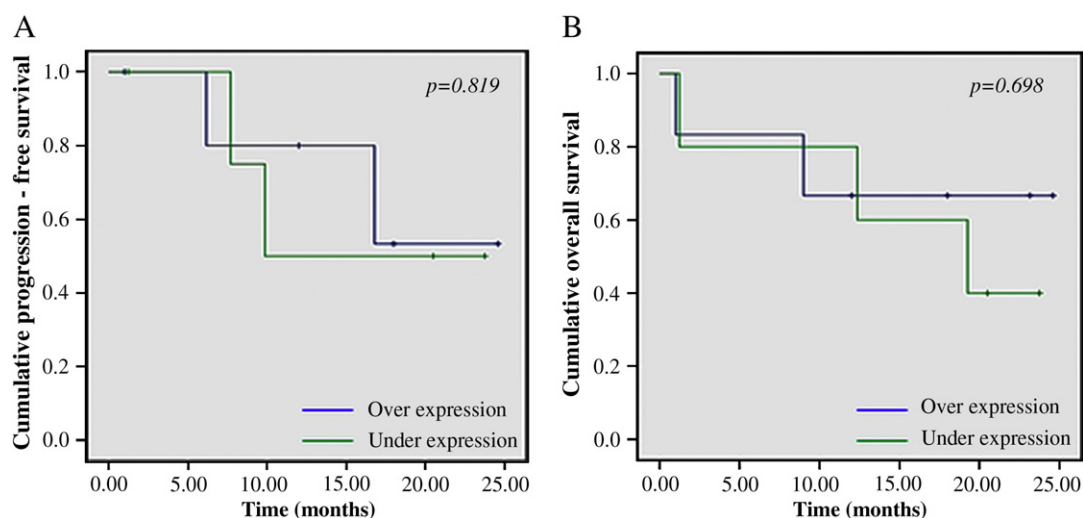 A
Cumulative progression - free survival
1.0
0.8
0.6
0.4
0.2
0.0
p=0.819
Over expression
Under expression
0.00 5.00 10.00 15.00 20.00 25.00
Time (months)
B
Cumulative overall survival
1.0
0.8
0.6
0.4
0.2
0.0
p=0.698
Over expression
Under expression
0.00 5.00 10.00 15.00 20.00 25.00
Time (months)